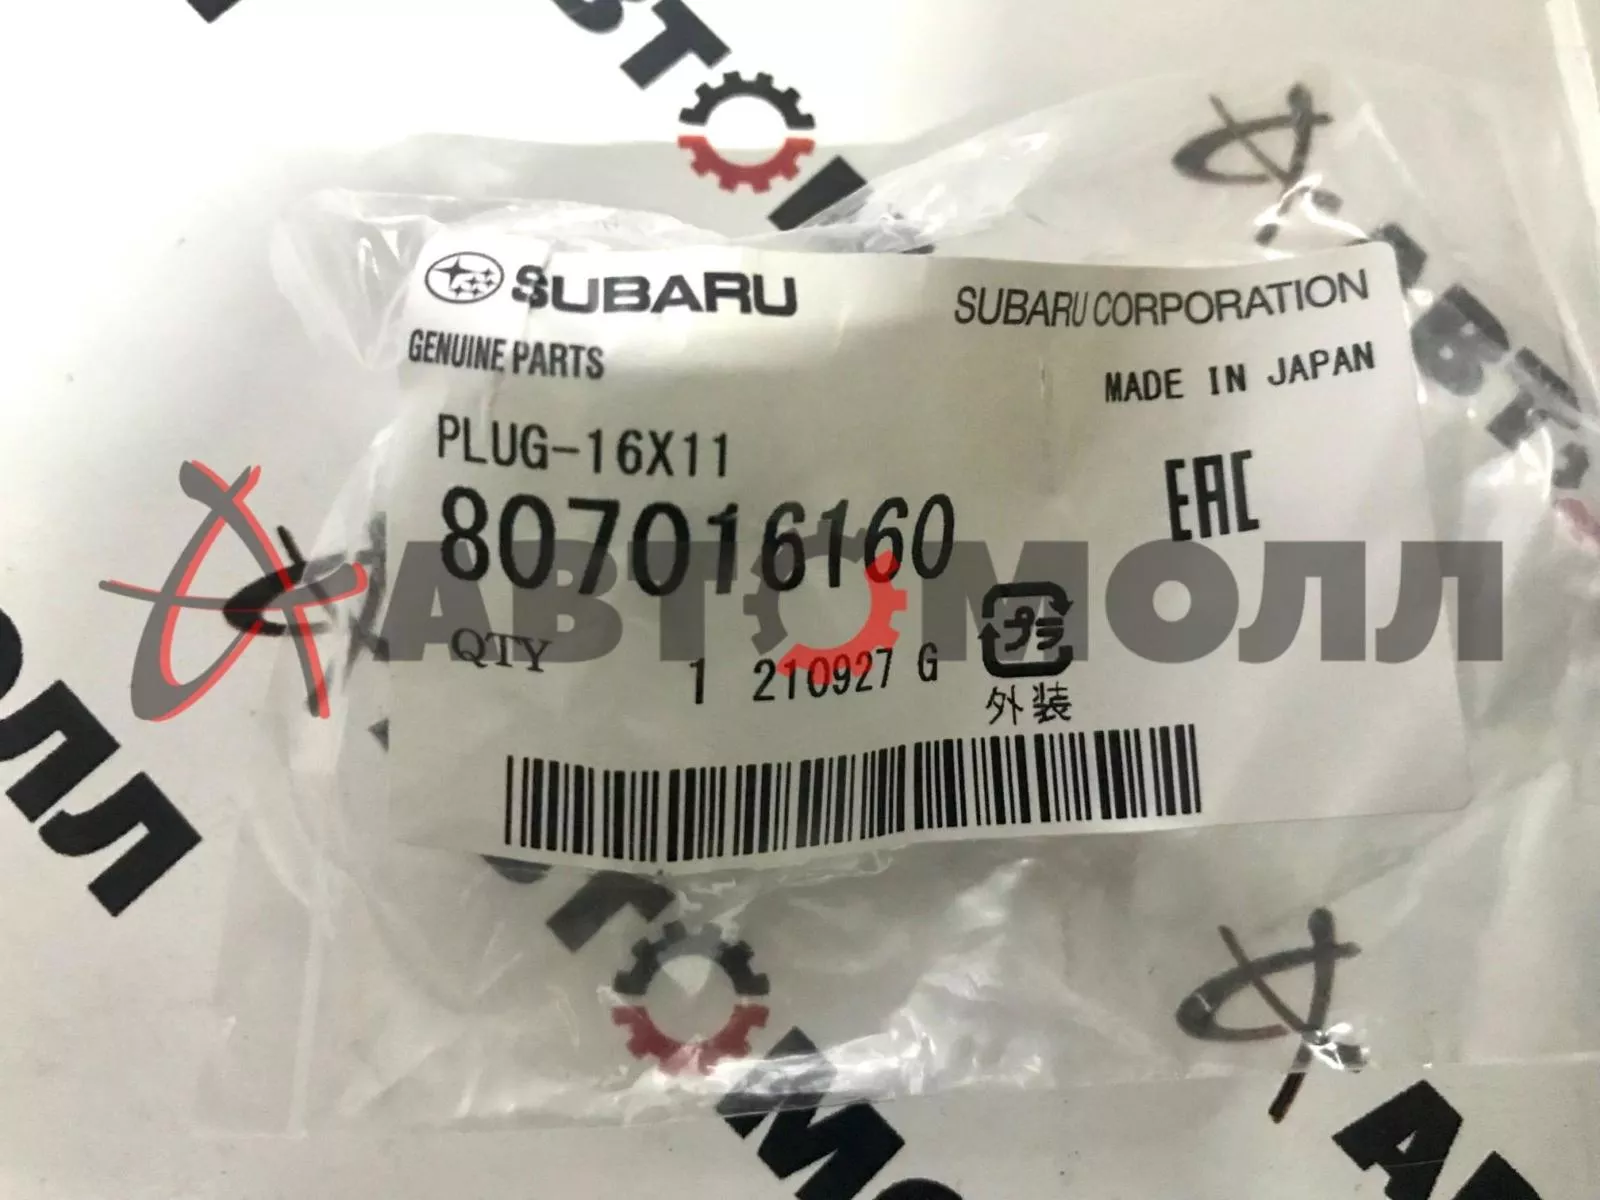 SUBARU
SUBARU CORPORATION
GENUINE PARTS
MADE IN JAPAN
PLUG-16X11
807016160
EAC
АВТОМОЛЛ
QTY 1 210927 G
プラ
外装